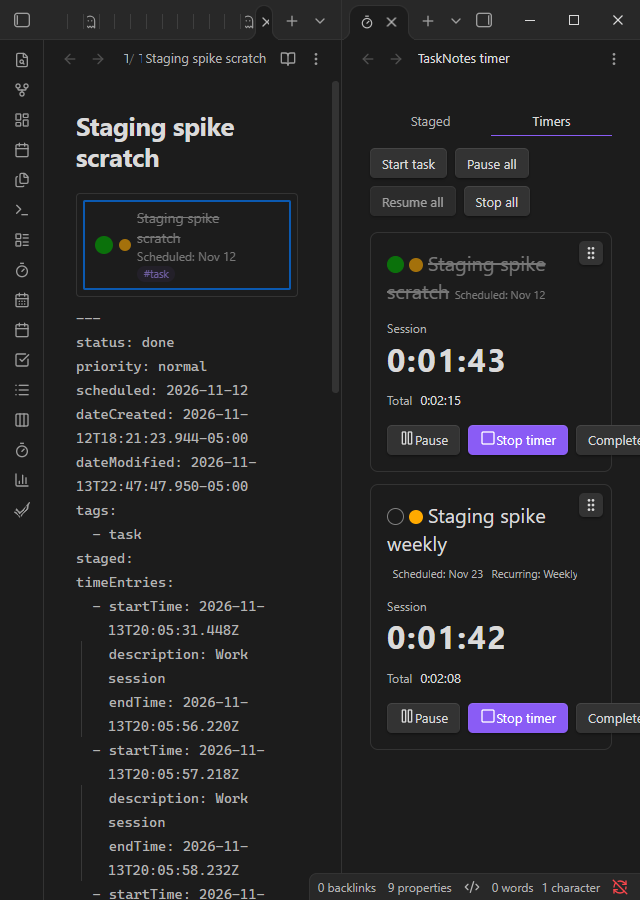 Staging spike scratch
TaskNotes timer
Staging spike
scratch
Staging spike
scratch
Scheduled: Nov 12
#task
---
status: done
priority: normal
scheduled: 2026-11-12
dateCreated: 2026-11-
12T18:21:23.944-05:00
dateModified: 2026-11-
13T22:47:47.950-05:00
tags:
- task
staged:
timeEntries:
- startTime: 2026-11-
13T20:05:31.448Z
description: Work
session
endTime: 2026-11-
13T20:05:56.220Z
- startTime: 2026-11-
13T20:05:57.218Z
description: Work
session
endTime: 2026-11-
13T20:05:58.232Z
- startTime: 2026-11-
Staged
Timers
Start task
Pause all
Resume all
Stop all
Staging spike
scratch Scheduled: Nov 12
Session
0:01:43
Total 0:02:15
Pause
Stop timer
Complete
Staging spike
weekly
Scheduled: Nov 23 Recurring: Weekly
Session
0:01:42
Total 0:02:08
Pause
Stop timer
Complete
0 backlinks 9 properties </> 0 words 1 character